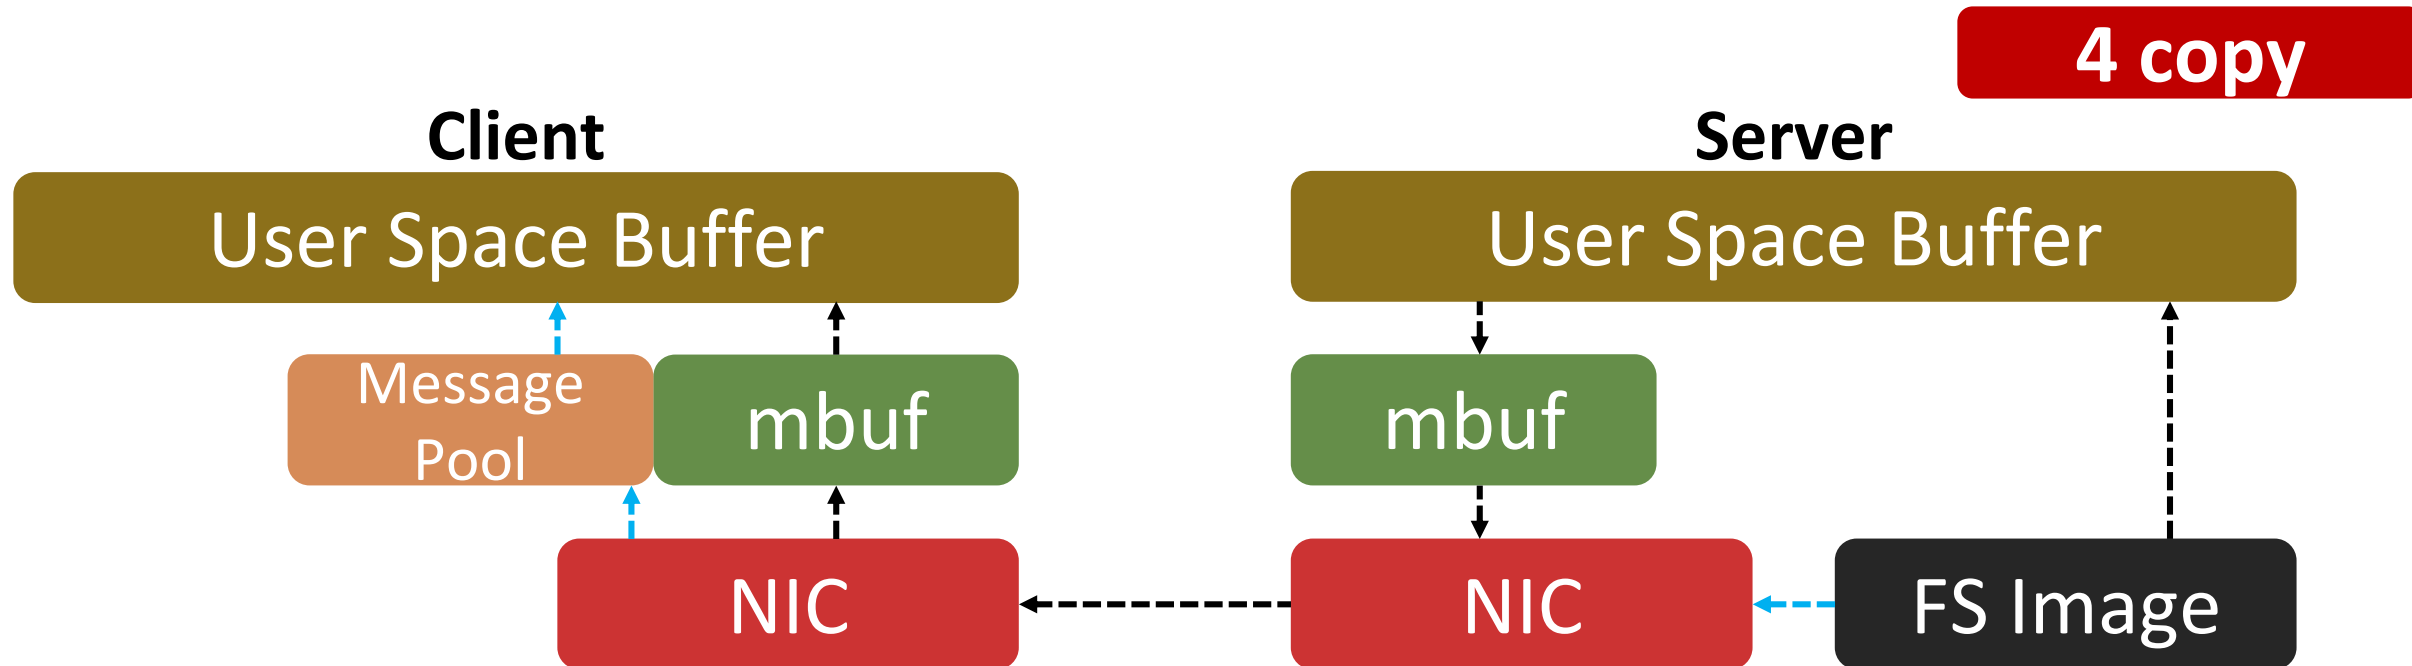 4 copy
Client
Server
User Space Buffer
User Space Buffer
Message
Pool
mbuf
mbuf
NIC
NIC
FS Image